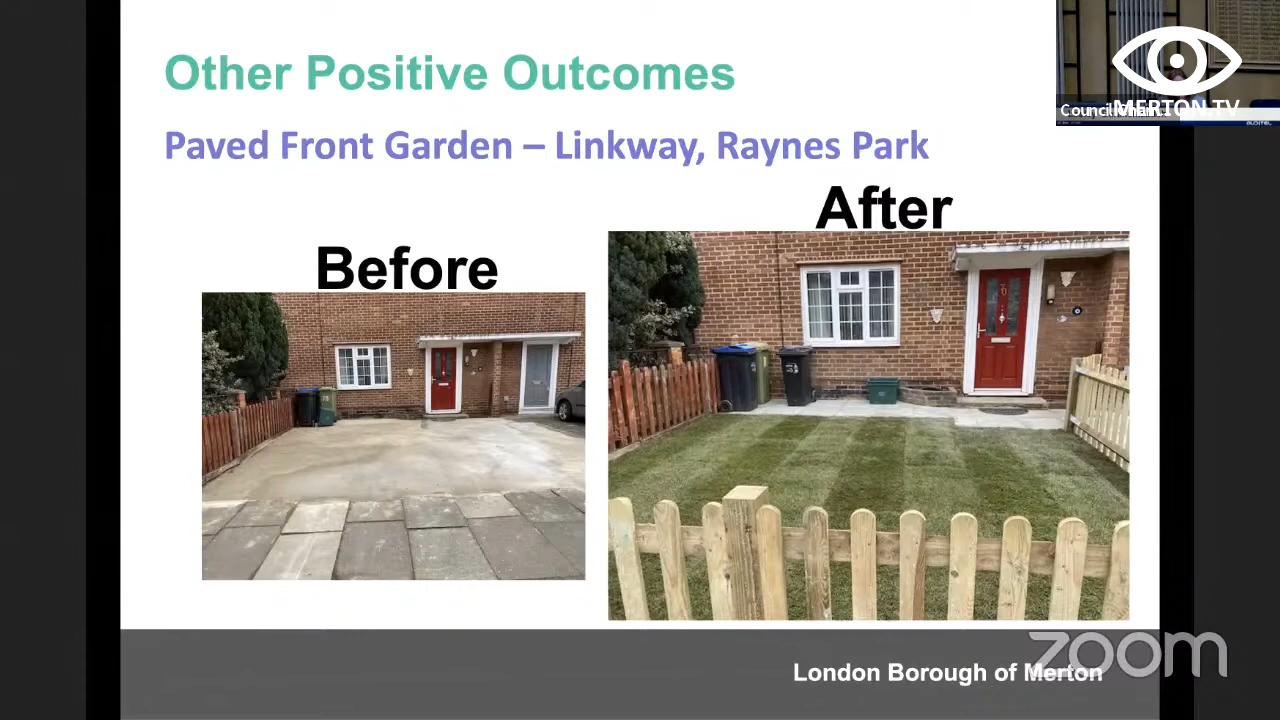 Other Positive Outcomes
Paved Front Garden – Linkway, Raynes Park
After
Before
London Borough of Merton
zoom
MERTON.TV